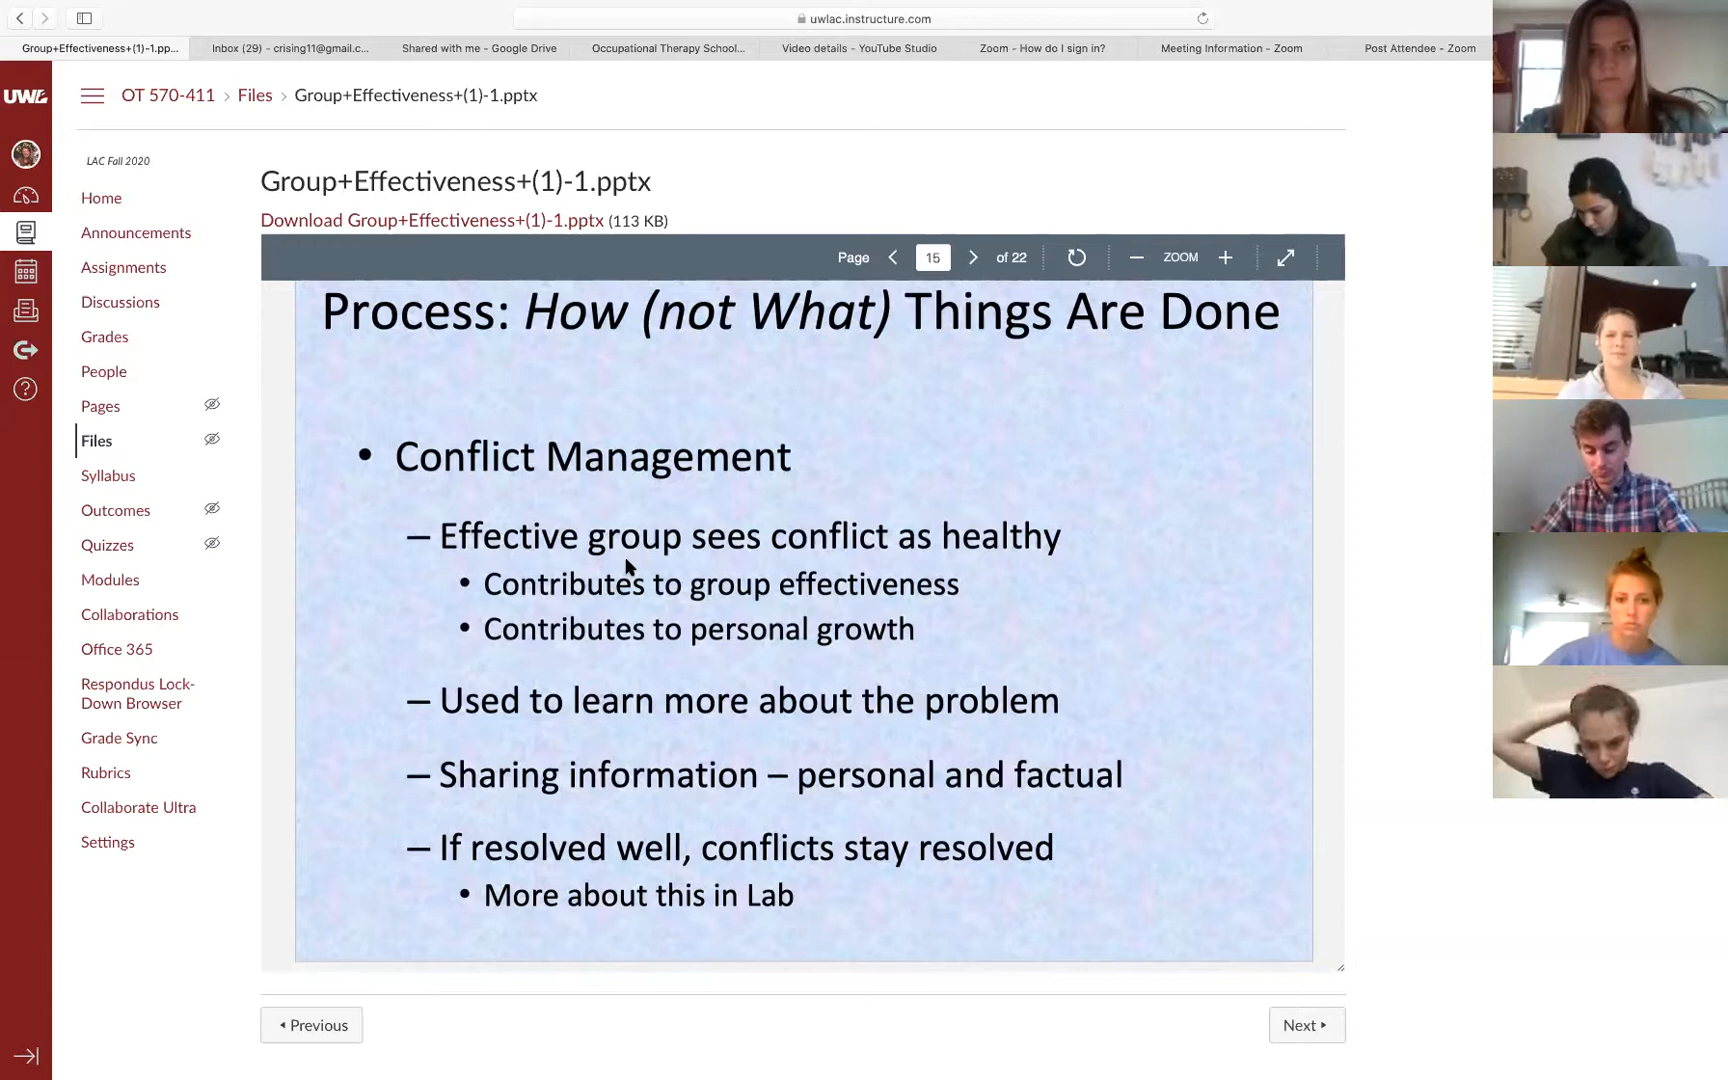 uwlac.instructure.com
Group+Effectiveness+(1)-1.pp... Inbox (29) - crising11@gmail.c... Shared with me - Google Drive Occupational Therapy School... Video details - YouTube Studio Zoom - How do I sign in? Meeting Information - Zoom Post Attendee - Zoom
UWL
OT 570-411 › Files › Group+Effectiveness+(1)-1.pptx
LAC Fall 2020
Home
Announcements
Assignments
Discussions
Grades
People
Pages
Files
Syllabus
Outcomes
Quizzes
Modules
Collaborations
Office 365
Respondus Lock-
Down Browser
Grade Sync
Rubrics
Collaborate Ultra
Settings
Group+Effectiveness+(1)-1.pptx
Download Group+Effectiveness+(1)-1.pptx (113 KB)
Page 15 of 22 ZOOM
Process: How (not What) Things Are Done
• Conflict Management
– Effective group sees conflict as healthy
• Contributes to group effectiveness
• Contributes to personal growth
– Used to learn more about the problem
– Sharing information – personal and factual
– If resolved well, conflicts stay resolved
• More about this in Lab
Previous
Next